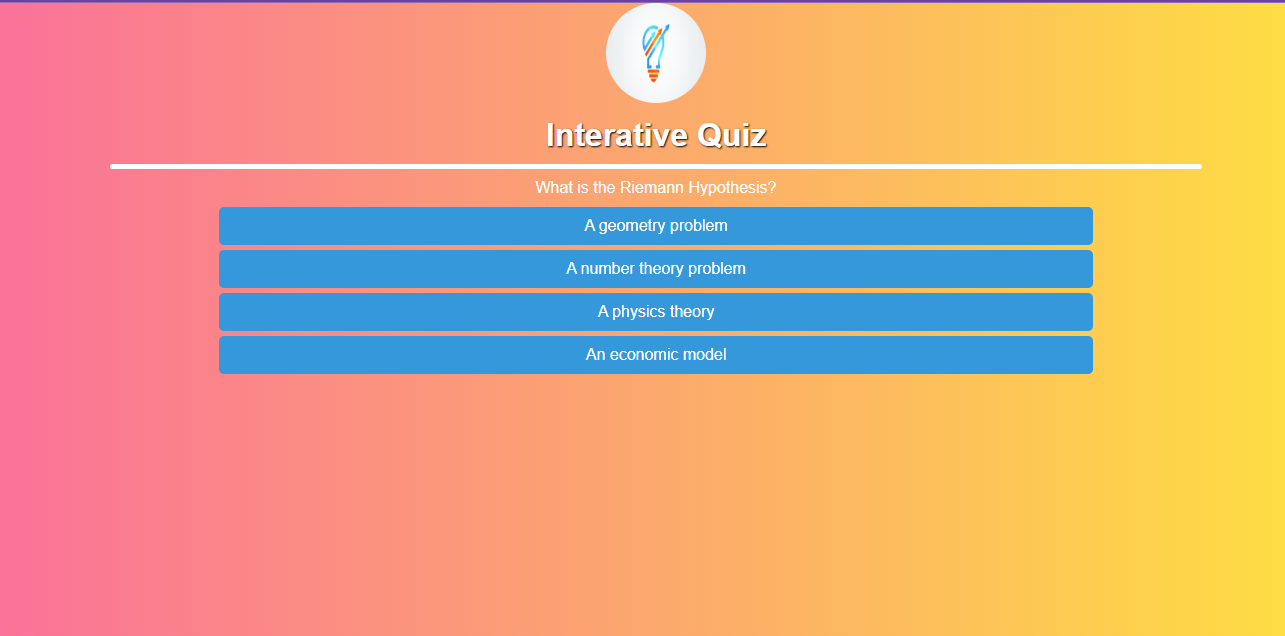 Interative Quiz
What is the Riemann Hypothesis?
A geometry problem
A number theory problem
A physics theory
An economic model